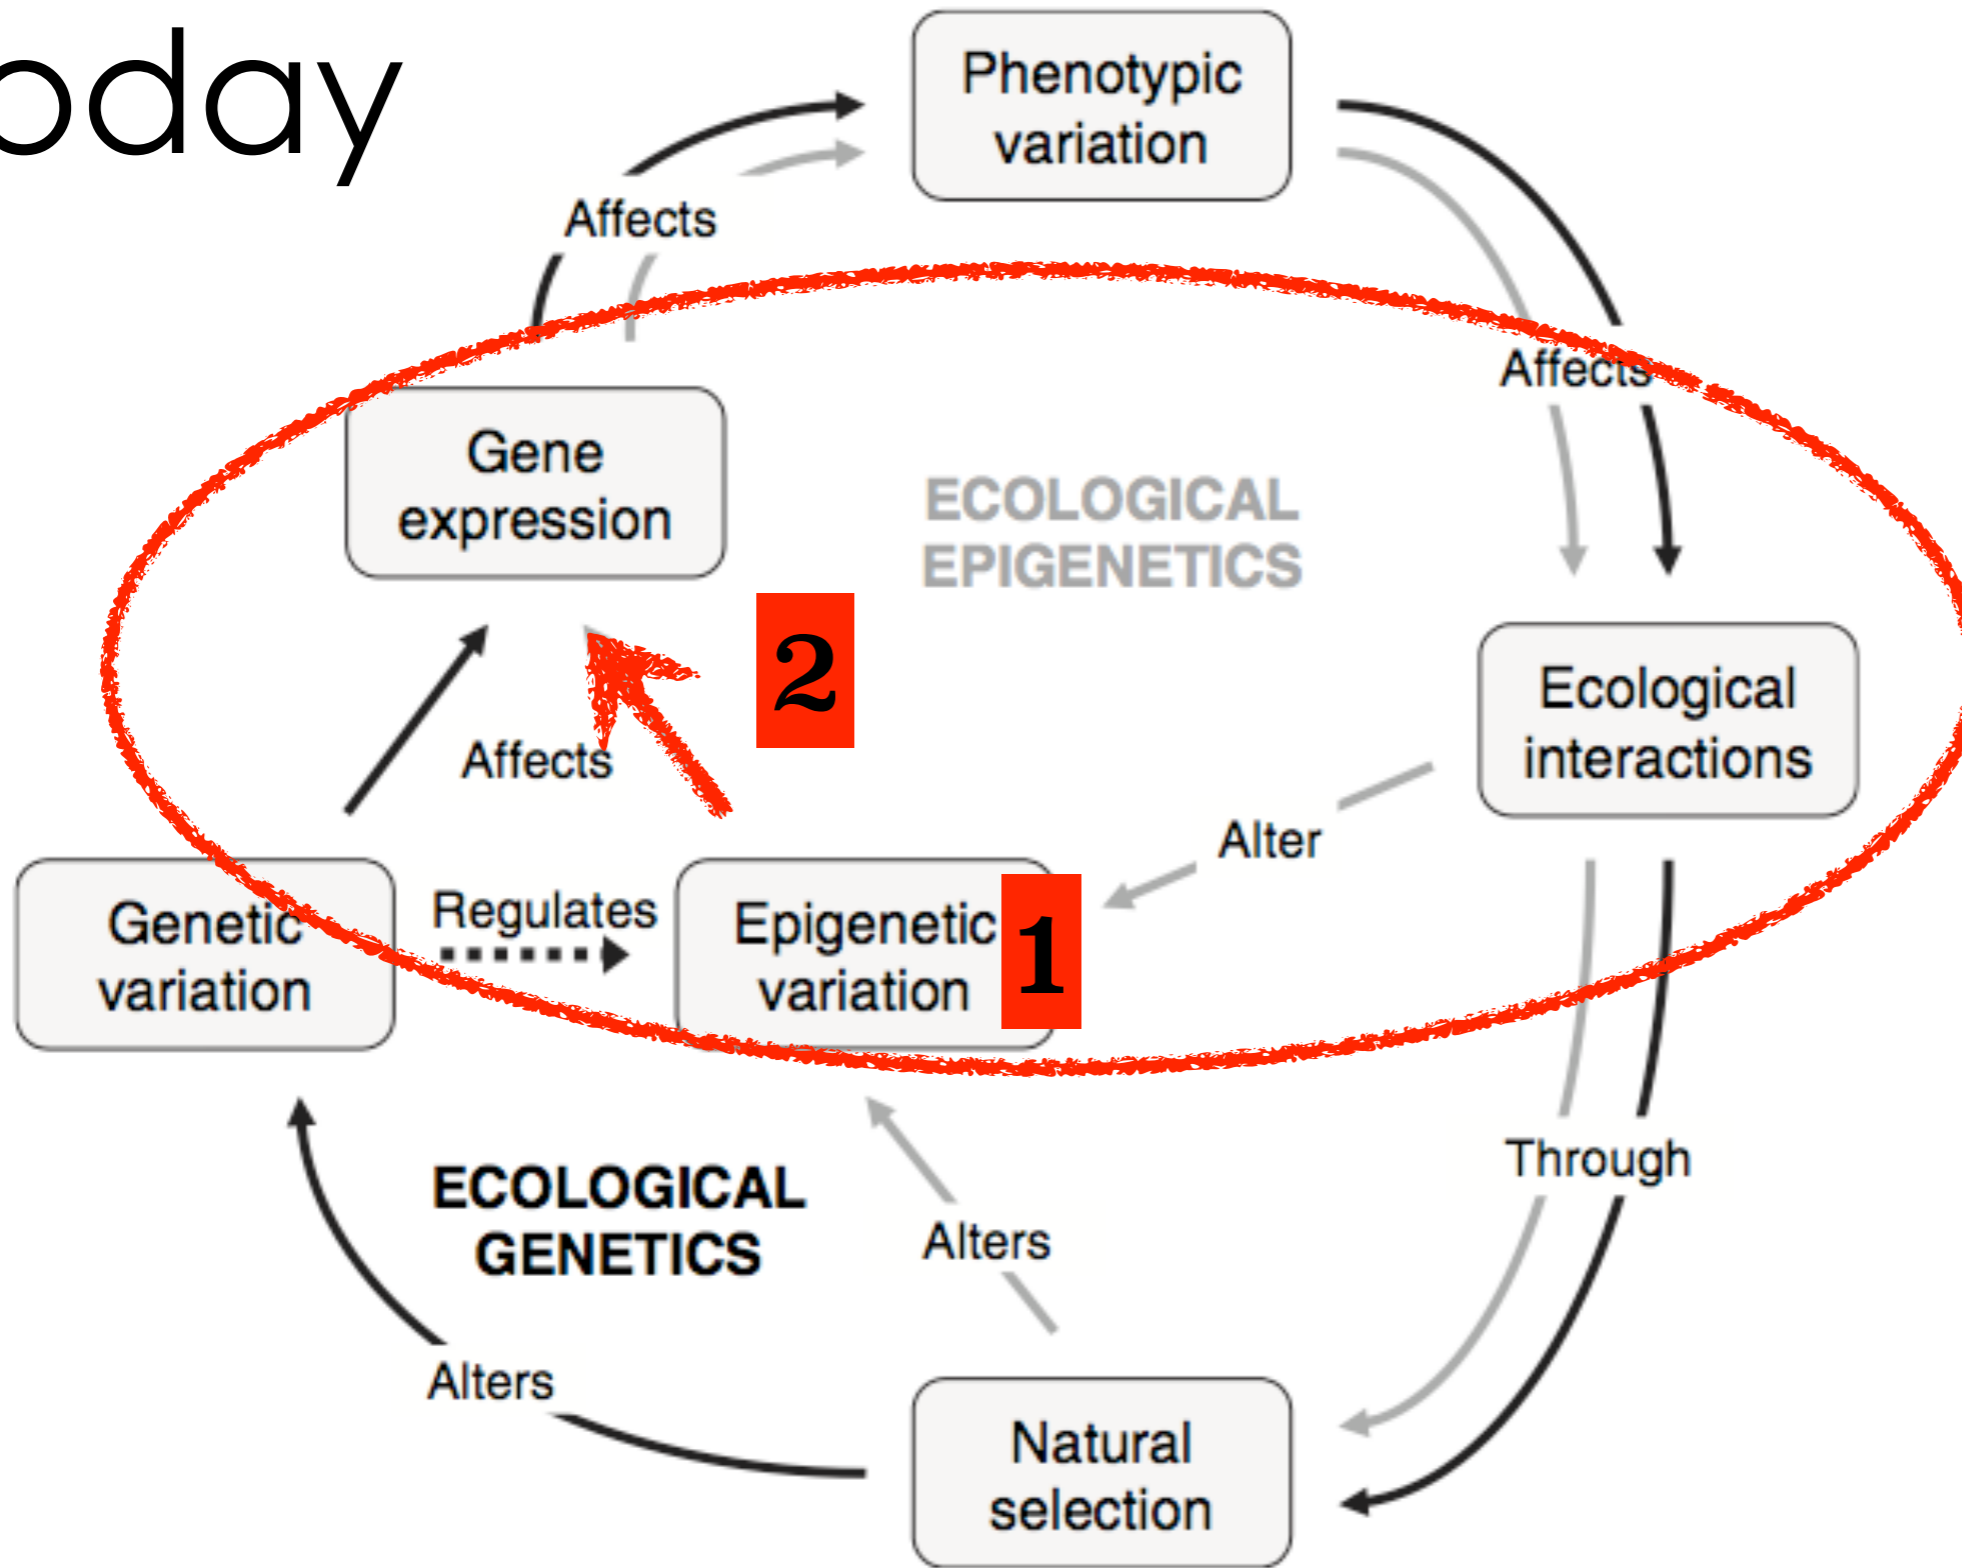 oday
Phenotypic
variation
Affects
Affects
Gene
expression
ECOLOGICAL
EPIGENETICS
2
Ecological
interactions
Affects
Alter
Genetic
variation
Regulates
Epigenetic
variation
1
Through
ECOLOGICAL
GENETICS
Alters
Alters
Natural
selection